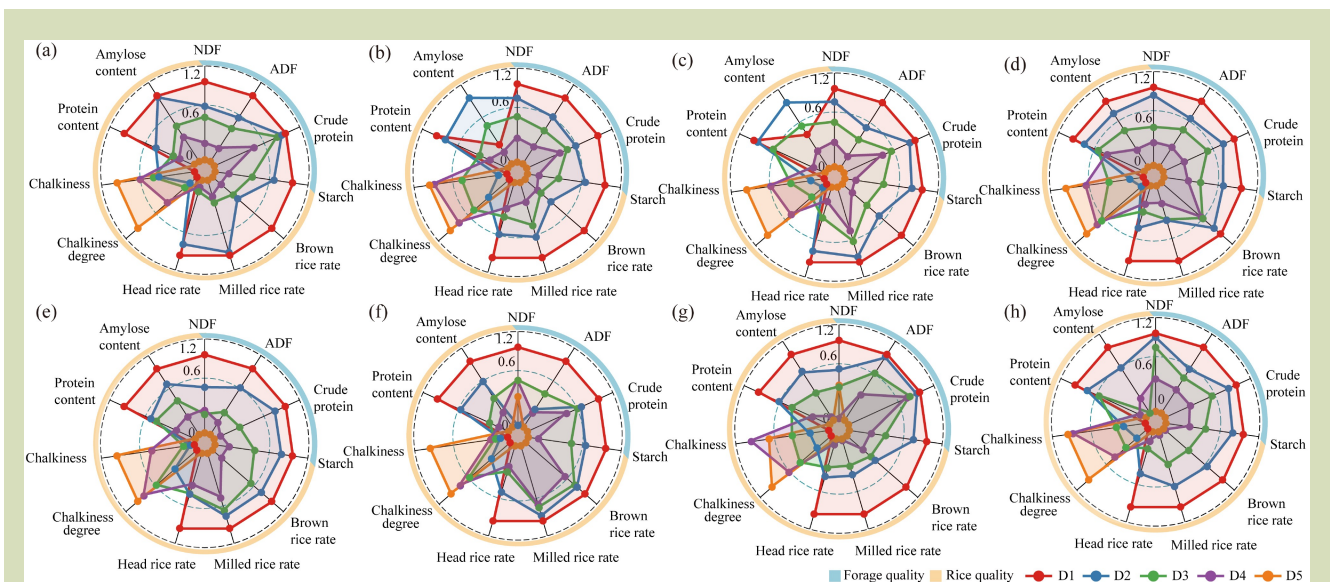 (a)
NDF
Amylose
content
ADF
1.2
0.6
0
Protein
content
Crude
protein
Chalkiness
Starch
Chalkiness
degree
Brown
rice rate
Head rice rate
Milled rice rate
(b)
NDF
Amylose
content
ADF
1.2
0.6
0
Protein
content
Crude
protein
Chalkiness
Starch
Chalkiness
degree
Brown
rice rate
Head rice rate
Milled rice rate
(c)
NDF
Amylose
content
ADF
1.2
0.6
0
Protein
content
Crude
protein
Chalkiness
Starch
Chalkiness
degree
Brown
rice rate
Head rice rate
Milled rice rate
(d)
NDF
Amylose
content
ADF
1.2
0.6
0
Protein
content
Crude
protein
Chalkiness
Starch
Chalkiness
degree
Brown
rice rate
Head rice rate
Milled rice rate
(e)
NDF
Amylose
content
ADF
1.2
0.6
0
Protein
content
Crude
protein
Chalkiness
Starch
Chalkiness
degree
Brown
rice rate
Head rice rate
Milled rice rate
(f)
NDF
Amylose
content
ADF
1.2
0.6
0
Protein
content
Crude
protein
Chalkiness
Starch
Chalkiness
degree
Brown
rice rate
Head rice rate
Milled rice rate
(g)
NDF
Amylose
content
ADF
1.2
0.6
0
Protein
content
Crude
protein
Chalkiness
Starch
Chalkiness
degree
Brown
rice rate
Head rice rate
Milled rice rate
(h)
NDF
Amylose
content
ADF
1.2
0.6
0
Protein
content
Crude
protein
Chalkiness
Starch
Chalkiness
degree
Brown
rice rate
Head rice rate
Milled rice rate
Forage quality Rice quality D1 D2 D3 D4 D5